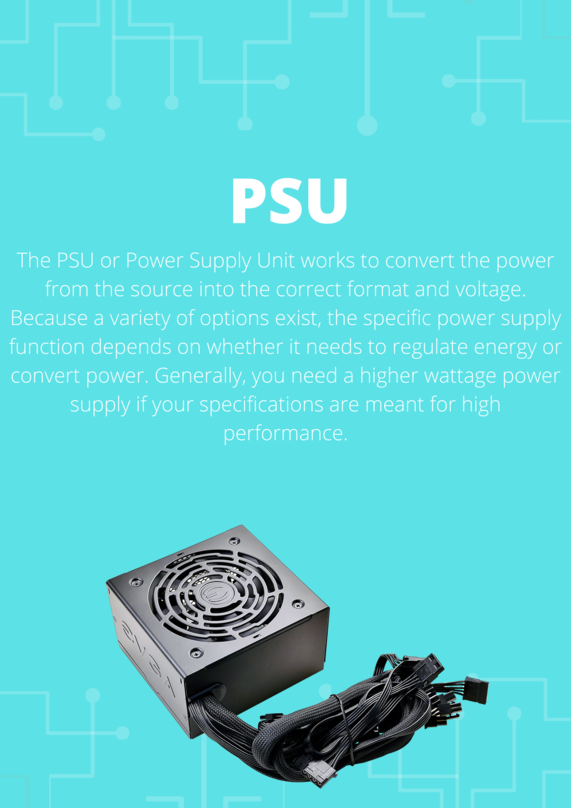 PSU
The PSU or Power Supply Unit works to convert the power
from the source into the correct format and voltage.
Because a variety of options exist, the specific power supply
function depends on whether it needs to regulate energy or
convert power. Generally, you need a higher wattage power
supply if your specifications are meant for high
performance.
EVGA